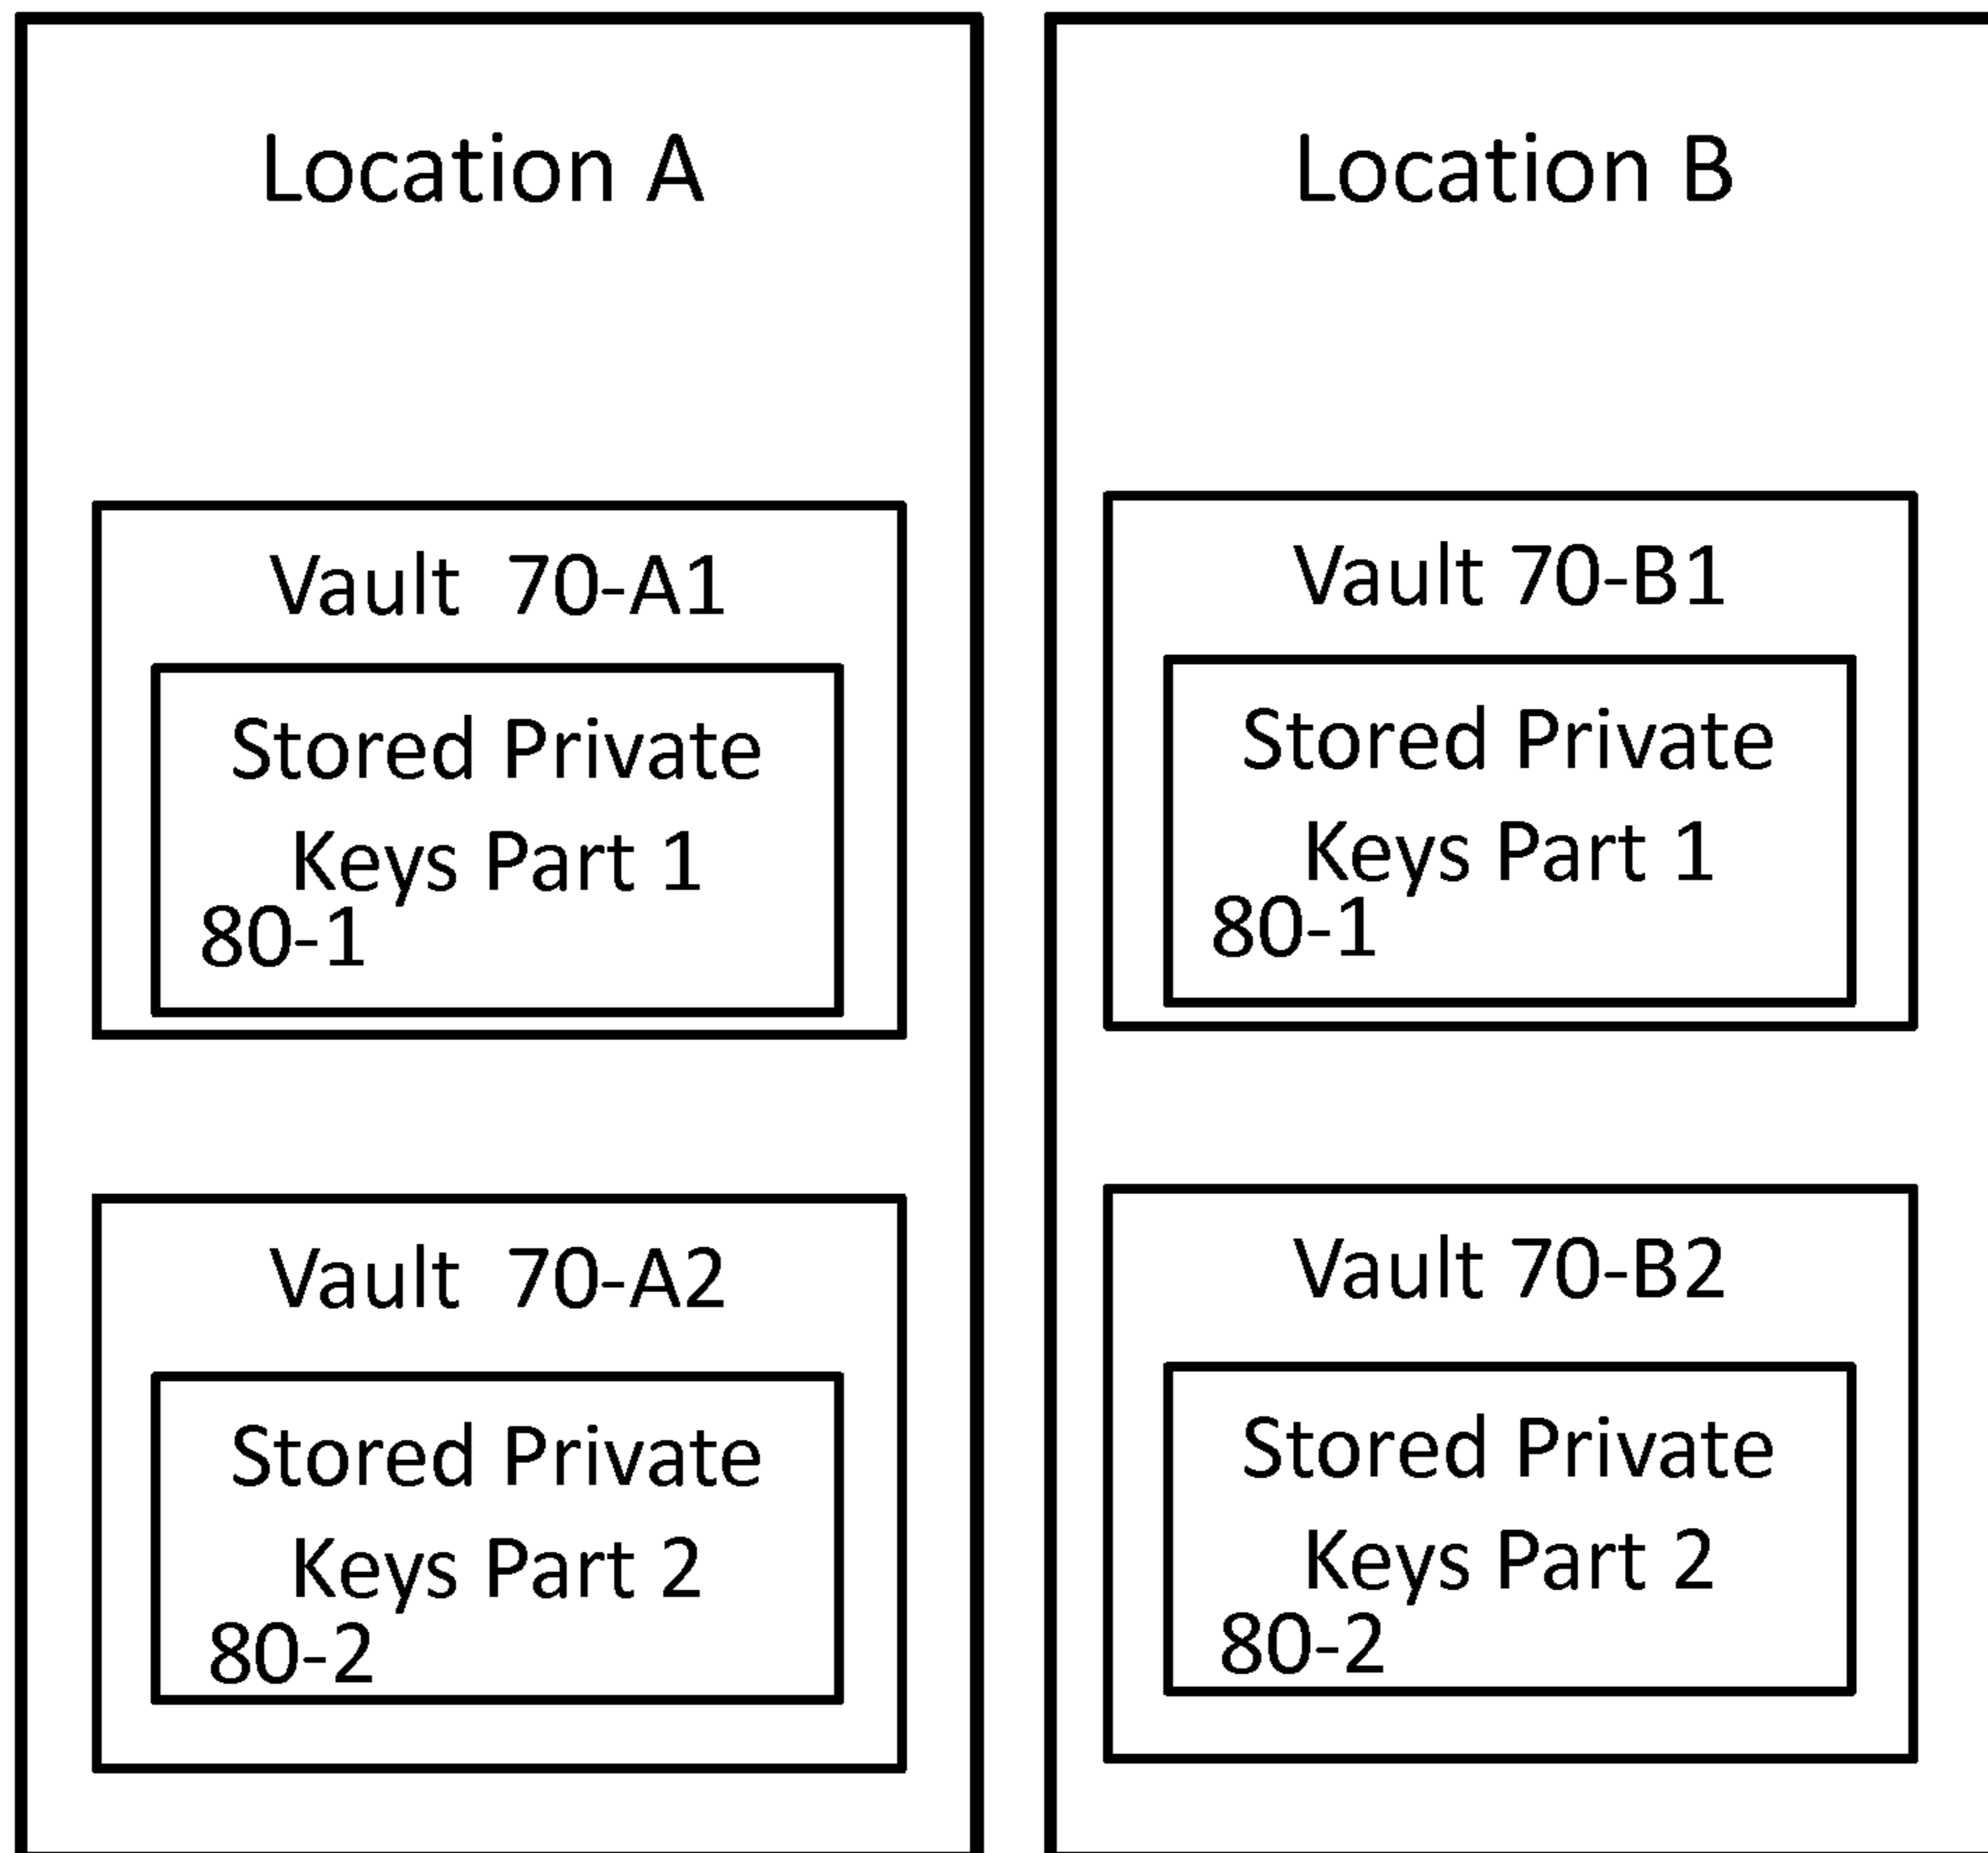 Location A
Vault 70-A1
Stored Private
Keys Part 1
80-1
Vault 70-A2
Stored Private
Keys Part 2
80-2
Location B
Vault 70-B1
Stored Private
Keys Part 1
80-1
Vault 70-B2
Stored Private
Keys Part 2
80-2